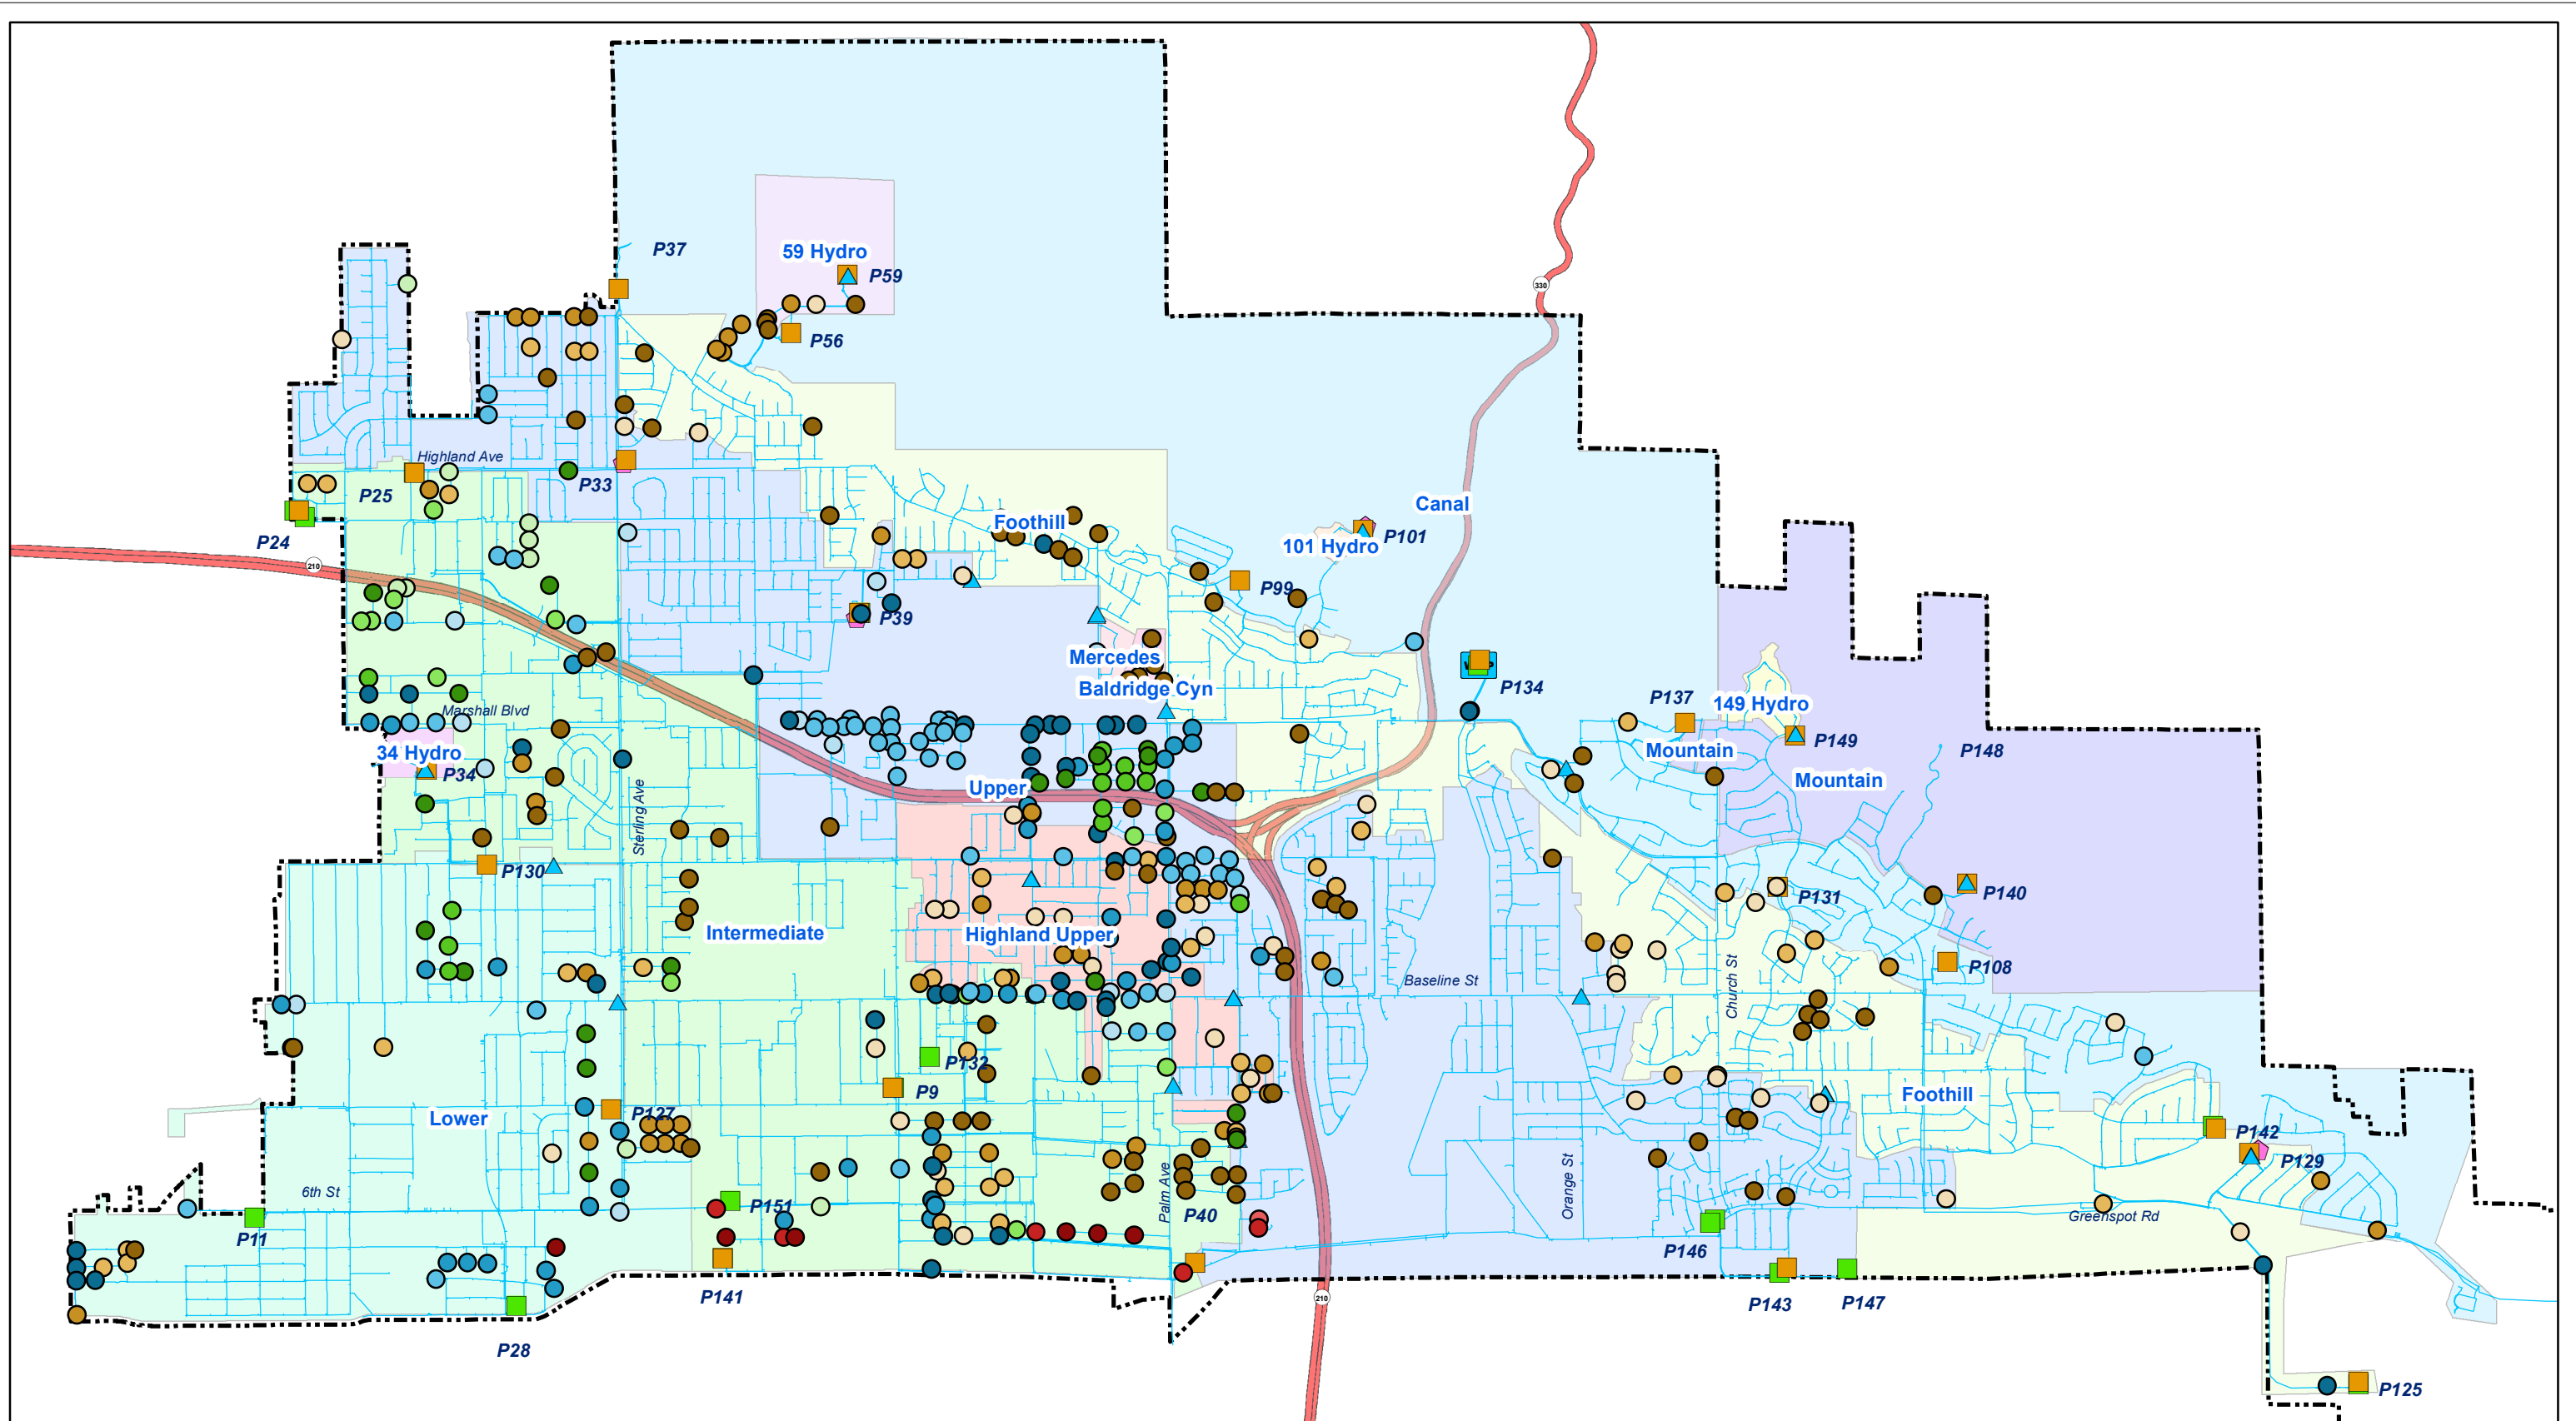 P37
59 Hydro
P59
330
P56
Highland Ave
P33
P25
P24
210
Foothill
Canal
101 Hydro
P101
P99
P39
Mercedes
Baldridge Cyn
P134
P137
149 Hydro
Mountain
P149
Mountain
P148
Marshall Blvd
34 Hydro
P34
Upper
Sterling Ave
P130
Intermediate
Highland Upper
P131
P140
P108
Baseline St
Church St
P132
P9
P127
Lower
Foothill
P142
P129
6th St
P11
P151
Palm Ave
P40
Orange St
Greenspot Rd
P146
P141
P143
P147
210
P28
P125